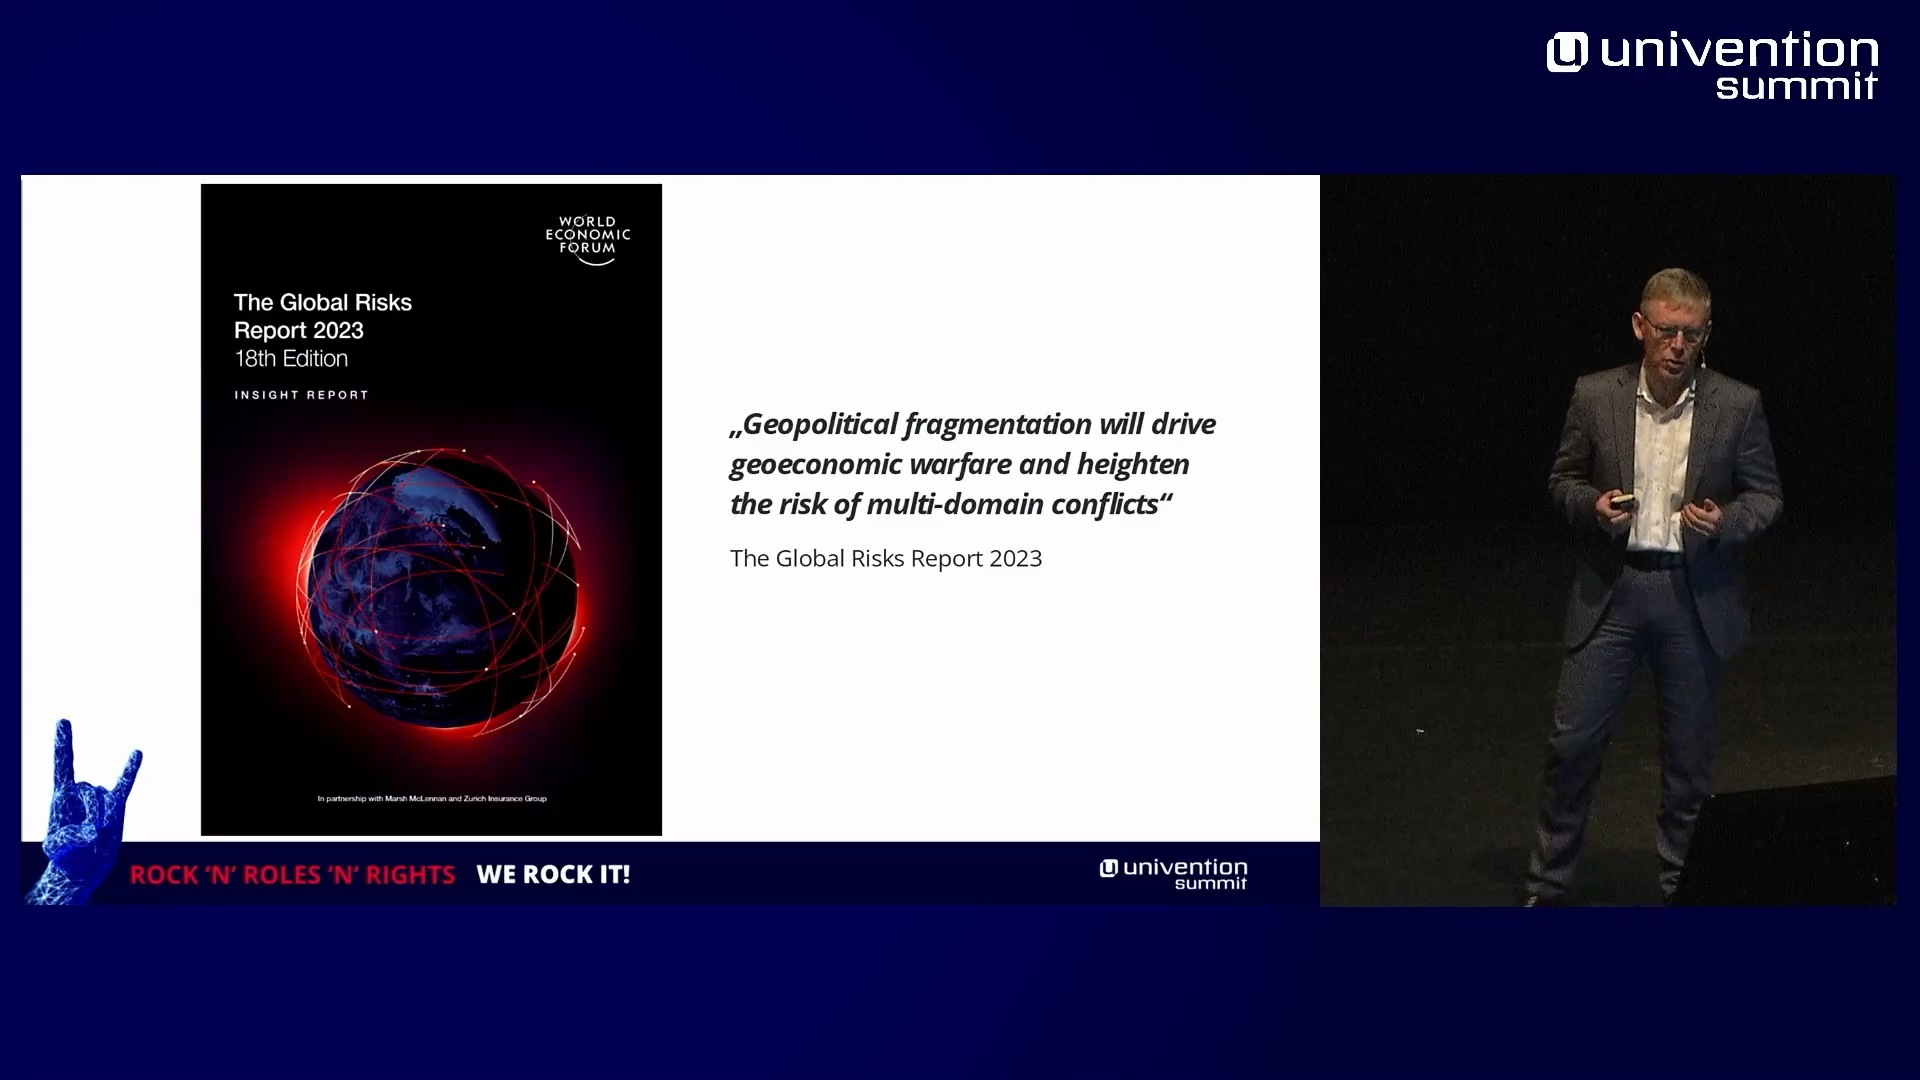 univention
summit
WORLD
ECONOMIC
FORUM
The Global Risks
Report 2023
18th Edition
INSIGHT REPORT
In partnership with Marsh McLennan and Zurich Insurance Group
„Geopolitical fragmentation will drive
geoeconomic warfare and heighten
the risk of multi-domain conflicts“
The Global Risks Report 2023
ROCK ‘N’ ROLES ‘N’ RIGHTS WE ROCK IT!
univention
summit